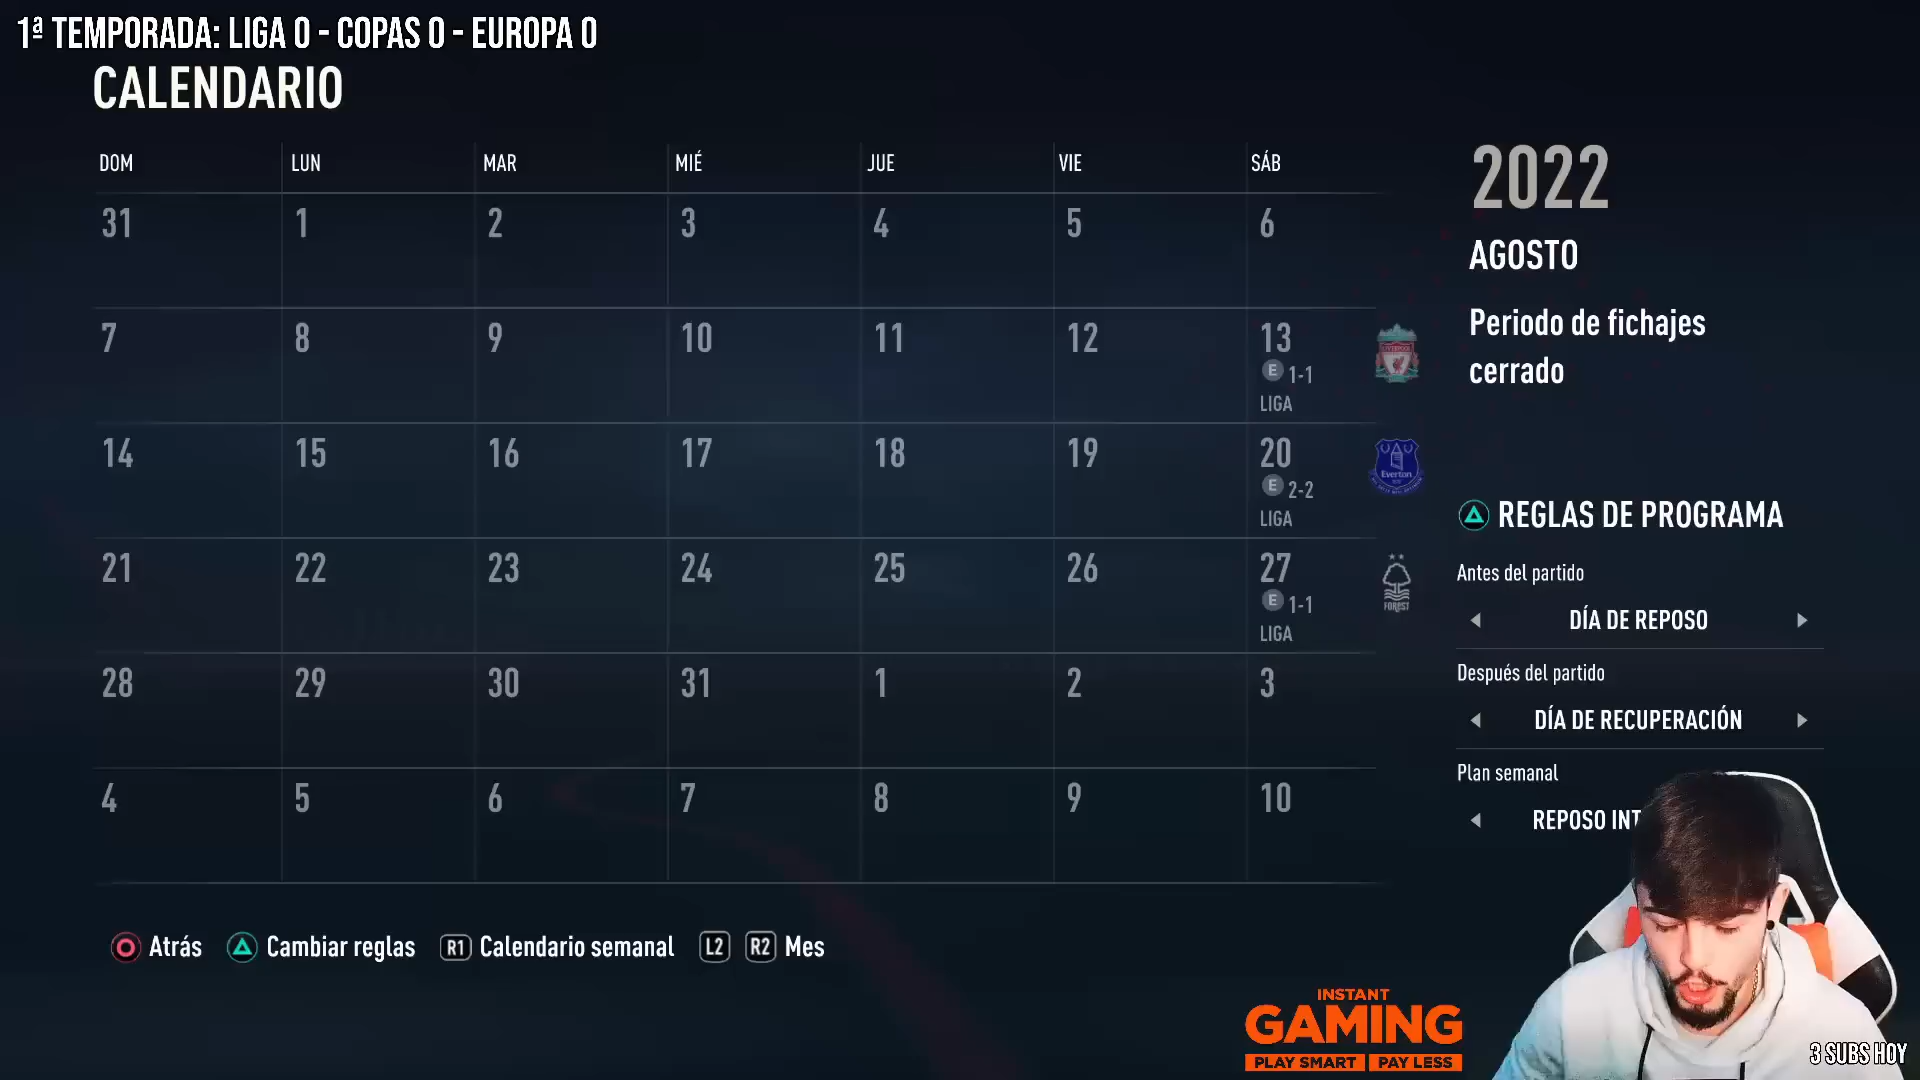 1ª TEMPORADA: LIGA 0 - COPAS 0 - EUROPA 0
CALENDARIO
DOM LUN MAR MIÉ JUE VIE SÁB
31 1 2 3 4 5 6
7 8 9 10 11 12 13
E 1-1
LIGA
LIVERPOOL
14 15 16 17 18 19 20
E 2-2
LIGA
Everton
21 22 23 24 25 26 27
E 1-1
LIGA
FOREST
28 29 30 31 1 2 3
4 5 6 7 8 9 10
2022
AGOSTO
Periodo de fichajes
cerrado
REGLAS DE PROGRAMA
Antes del partido
DÍA DE REPOSO
Después del partido
DÍA DE RECUPERACIÓN
Plan semanal
REPOSO INT
Atrás Cambiar reglas R1 Calendario semanal L2 R2 Mes
INSTANT
GAMING
PLAY SMART PAY LESS
3 SUBS HOY